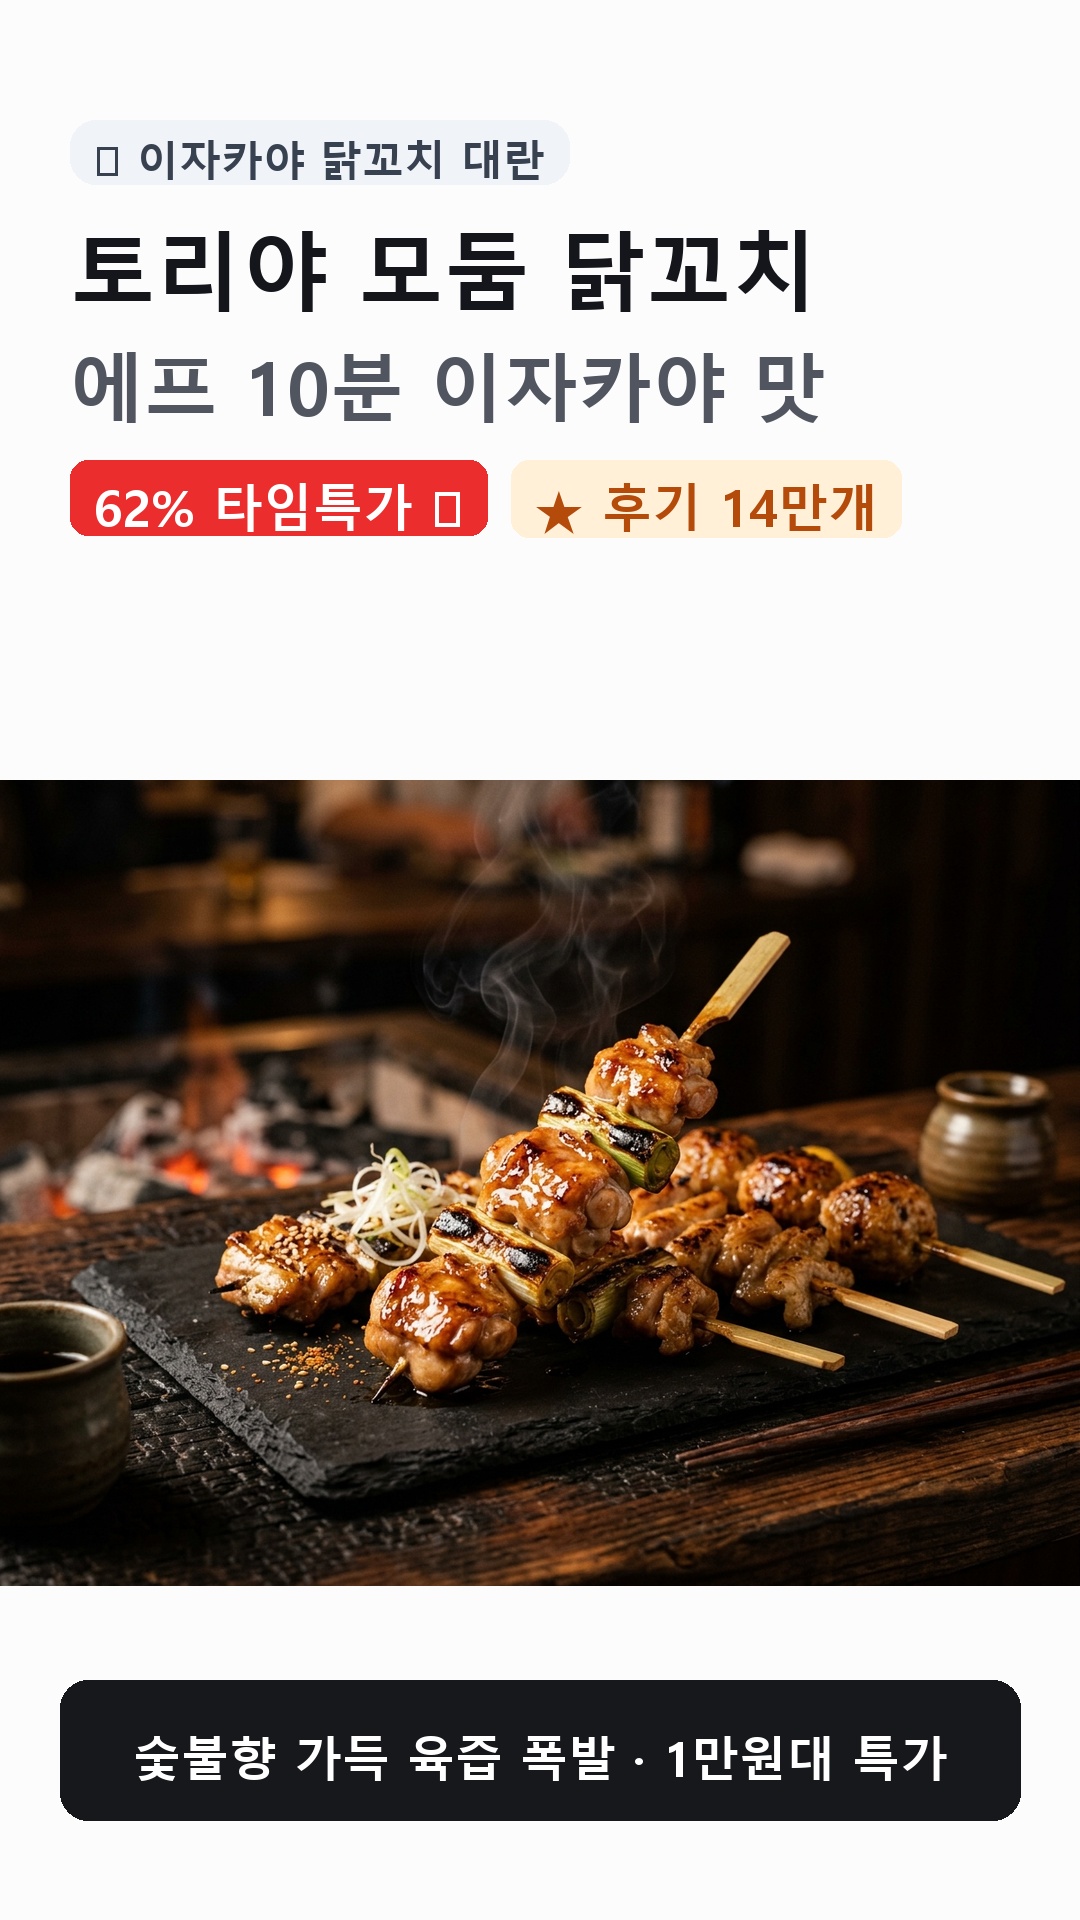 이자카야 닭꼬치 대란
토리야 모둠 닭꼬치
에프 10분 이자카야 맛
62% 타임특가
★ 후기 14만개
숯불향 가득 육즙 폭발 · 1만원대 특가